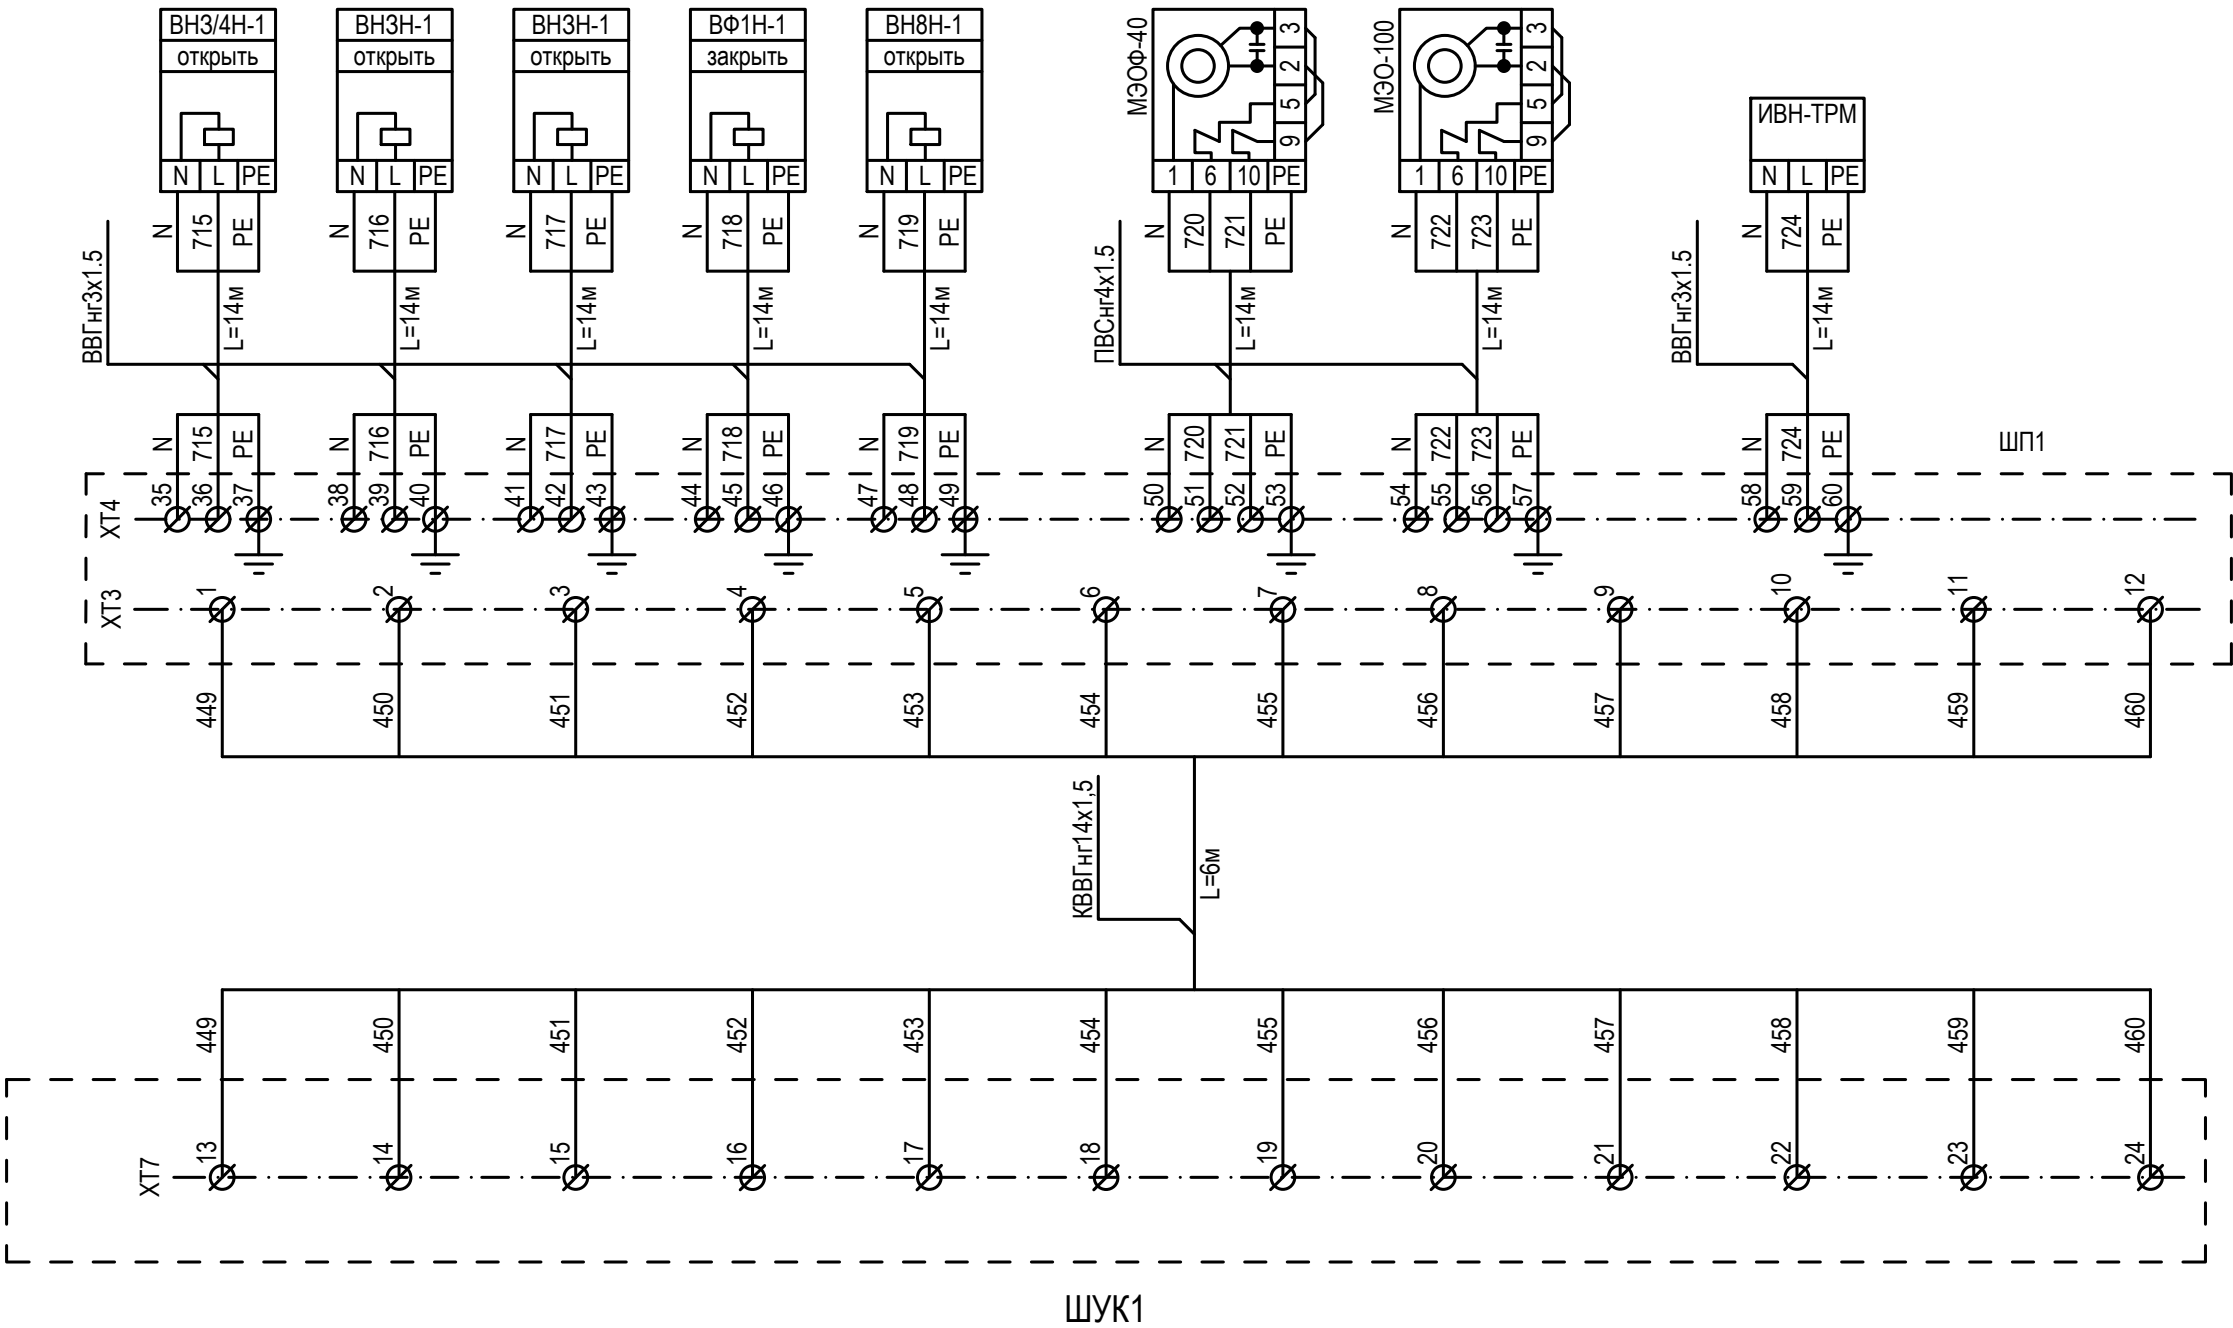 ВН3/4Н-1 ВН3Н-1 ВН3Н-1 ВФ1Н-1 ВН8Н-1
открыть открыть открыть закрыть открыть
МЭОФ-40 3 2 5 9
МЭО-100 3 2 5 9
ИВН-ТРМ
N L PE N L PE N L PE N L PE N L PE 1 6 10 PE 1 6 10 PE N L PE
N 715 PE N 716 PE N 717 PE N 718 PE N 719 PE N 720 721 PE N 722 723 PE N 724 PE
ВВГнг3х1.5 L=14м L=14м L=14м L=14м L=14м ПВСнг4х1.5 L=14м L=14м ВВГнг3х1.5 L=14м
N 715 PE N 716 PE N 717 PE N 718 PE N 719 PE N 720 721 PE N 722 723 PE N 724 PE
ШП1
ХТ4 35 36 37 38 39 40 41 42 43 44 45 46 47 48 49 50 51 52 53 54 55 56 57 58 59 60
ХТ3 1 2 3 4 5 6 7 8 9 10 11 12
449 450 451 452 453 454 455 456 457 458 459 460
КВВГнг14х1,5 L=6м
449 450 451 452 453 454 455 456 457 458 459 460
ХТ7 13 14 15 16 17 18 19 20 21 22 23 24
ШУК1